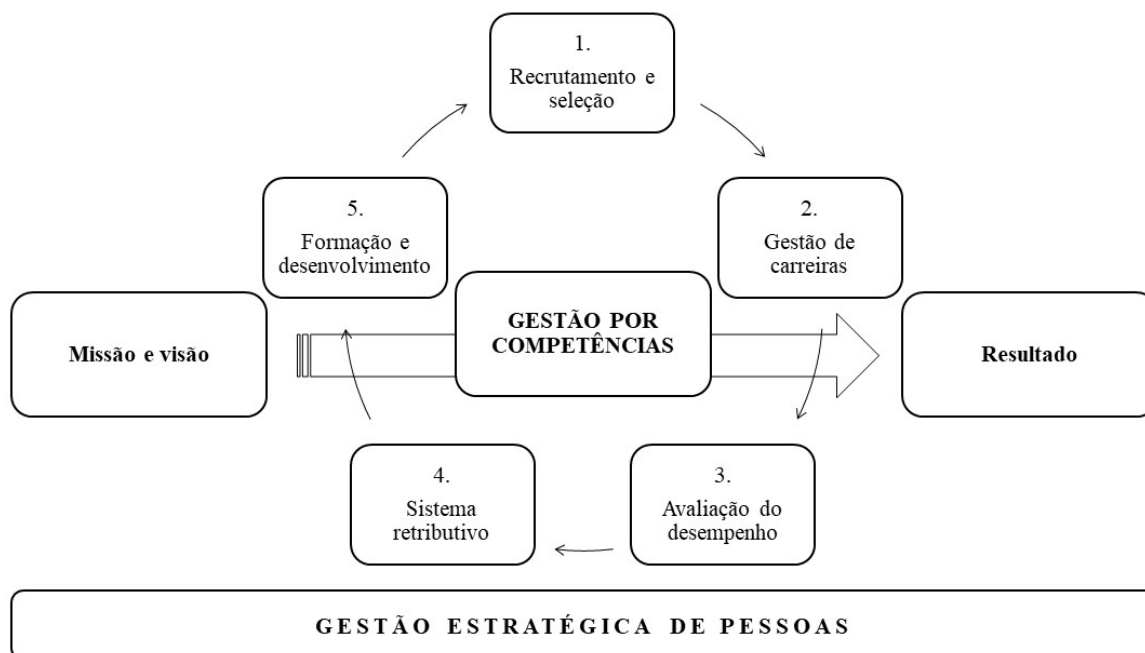 1.
Recrutamento e
seleção
5.
Formação e
desenvolvimento
2.
Gestão de
carreiras
Missão e visão
GESTÃO POR
COMPETÊNCIAS
Resultado
4.
Sistema
retributivo
3.
Avaliação do
desempenho
GESTÃO ESTRATÉGICA DE PESSOAS